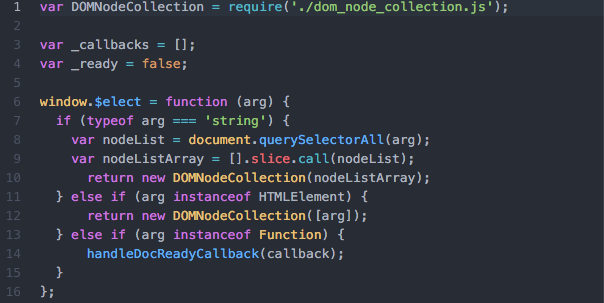 1 var DOMNodeCollection = require('./dom_node_collection.js');
2
3 var _callbacks = [];
4 var _ready = false;
5
6 window.$elect = function (arg) {
7   if (typeof arg === 'string') {
8     var nodeList = document.querySelectorAll(arg);
9     var nodeListArray = [].slice.call(nodeList);
10       return new DOMNodeCollection(nodeListArray);
11   } else if (arg instanceof HTMLElement) {
12       return new DOMNodeCollection([arg]);
13   } else if (arg instanceof Function) {
14       handleDocReadyCallback(callback);
15   }
16 };